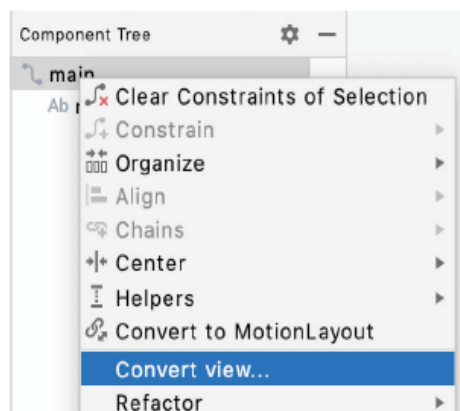 Component Tree
main
Ab
Clear Constraints of Selection
Constrain
Organize
Align
Chains
Center
Helpers
Convert to MotionLayout
Convert view...
Refactor